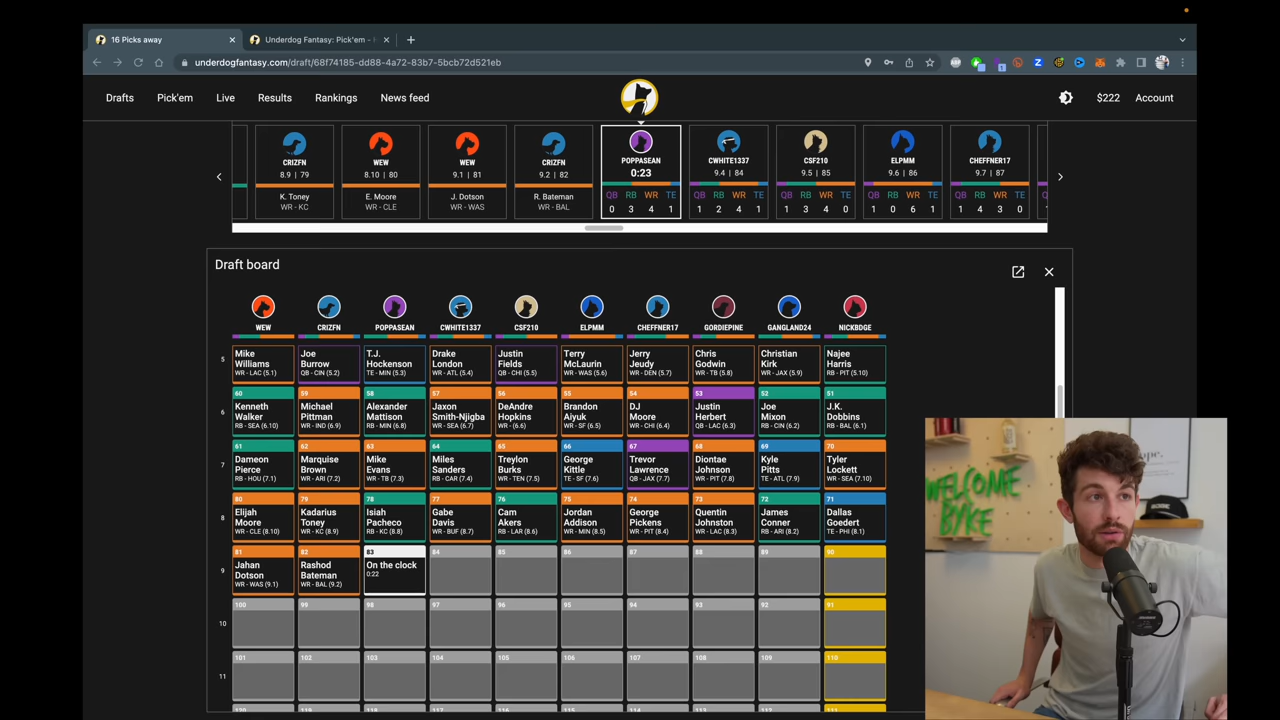 16 Picks away
Underdog Fantasy: Pick'em -
underdogfantasy.com/draft/68f74185-dd88-4a72-83b7-5bcb72d521eb
Drafts Pick'em Live Results Rankings News feed $222 Account
CRIZFN WEW WEW CRIZFN POPPASEAN CWHITE1337 CSF210 ELPMM CHEFFNER17
8.9 | 79 8.10 | 80 9.1 | 81 9.2 | 82 0:23 9.4 | 84 9.5 | 85 9.6 | 86 9.7 | 87
K. Toney E. Moore J. Dotson R. Bateman QB RB WR TE QB RB WR TE QB RB WR TE QB RB WR TE QB RB WR TE
WR - KC WR - CLE WR - WAS WR - BAL 0 3 4 1 1 2 4 1 1 3 4 0 1 0 6 1 1 4 3 0
Draft board
WEW CRIZFN POPPASEAN CWHITE1337 CSF210 ELPMM CHEFFNER17 GORDIEPINE GANGLAND24 NICKBDGE
5 Mike Joe T.J. Drake Justin Terry Jerry Chris Christian Najee
Williams Burrow Hockenson London Fields McLaurin Jeudy Godwin Kirk Harris
WR - LAC (5.1) QB - CIN (5.2) TE - MIN (5.3) WR - ATL (5.4) QB - CHI (5.5) WR - WAS (5.6) WR - DEN (5.7) WR - TB (5.8) WR - JAX (5.9) RB - PIT (5.10)
60 59 58 57 56 55 54 53 52 51
6 Kenneth Michael Alexander Jaxon DeAndre Brandon DJ Justin Joe J.K.
Walker Pittman Mattison Smith-Njigba Hopkins Aiyuk Moore Herbert Mixon Dobbins
RB - SEA (6.10) WR - IND (6.9) RB - MIN (6.8) WR - SEA (6.7) WR - (6.6) WR - SF (6.5) WR - CHI (6.4) QB - LAC (6.3) RB - CIN (6.2) RB - BAL (6.1)
61 62 63 64 65 66 67 68 69 70
7 Dameon Marquise Mike Miles Treylon George Trevor Diontae Kyle Tyler
Pierce Brown Evans Sanders Burks Kittle Lawrence Johnson Pitts Lockett
RB - HOU (7.1) WR - ARI (7.2) WR - TB (7.3) RB - CAR (7.4) WR - TEN (7.5) TE - SF (7.6) QB - JAX (7.7) WR - PIT (7.8) TE - ATL (7.9) WR - SEA (7.10)
80 79 78 77 76 75 74 73 72 71
8 Elijah Kadarius Isiah Gabe Cam Jordan George Quentin James Dallas
Moore Toney Pacheco Davis Akers Addison Pickens Johnston Conner Goedert
WR - CLE (8.10) WR - KC (8.9) RB - KC (8.8) WR - BUF (8.7) RB - LAR (8.6) WR - MIN (8.5) WR - PIT (8.4) WR - LAC (8.3) RB - ARI (8.2) TE - PHI (8.1)
81 82 83 84 85 86 87 88 89 90
9 Jahan Rashod On the clock
Dotson Bateman 0:22
WR - WAS (9.1) WR - BAL (9.2)
100 99 98 97 96 95 94 93 92 91
10
101 102 103 104 105 106 107 108 109 110
11
WELCOME
BYKE